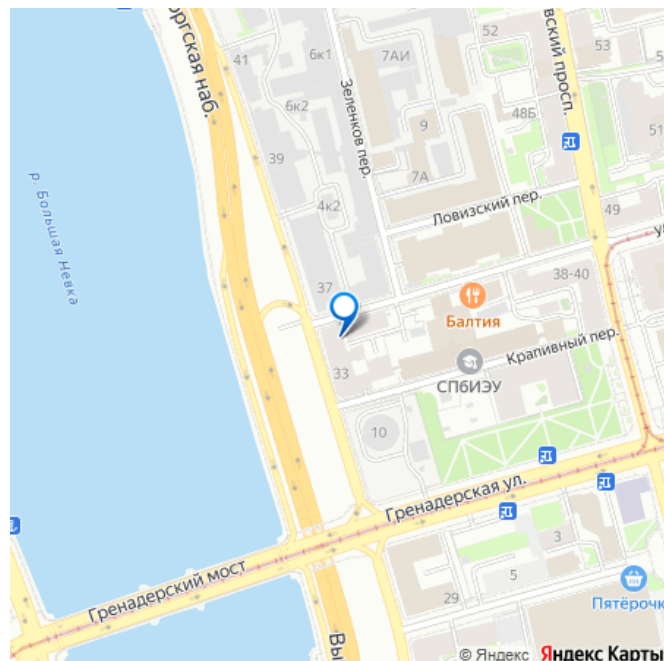 52
53
6к1
7АИ
41
ргская наб.
вский просп.
6к2
Зеленков пер.
48Б
9
51
39
7А
р. Большая Невка
4к2
Ловизский пер.
49
ул
37
38-40
Балтия
Крапивный пер.
33
СПбИЭУ
10
Гренадерская ул.
Гренадерский мост
3
5
29
Пятёрочк
Вы
© Яндекс Яндекс Карты